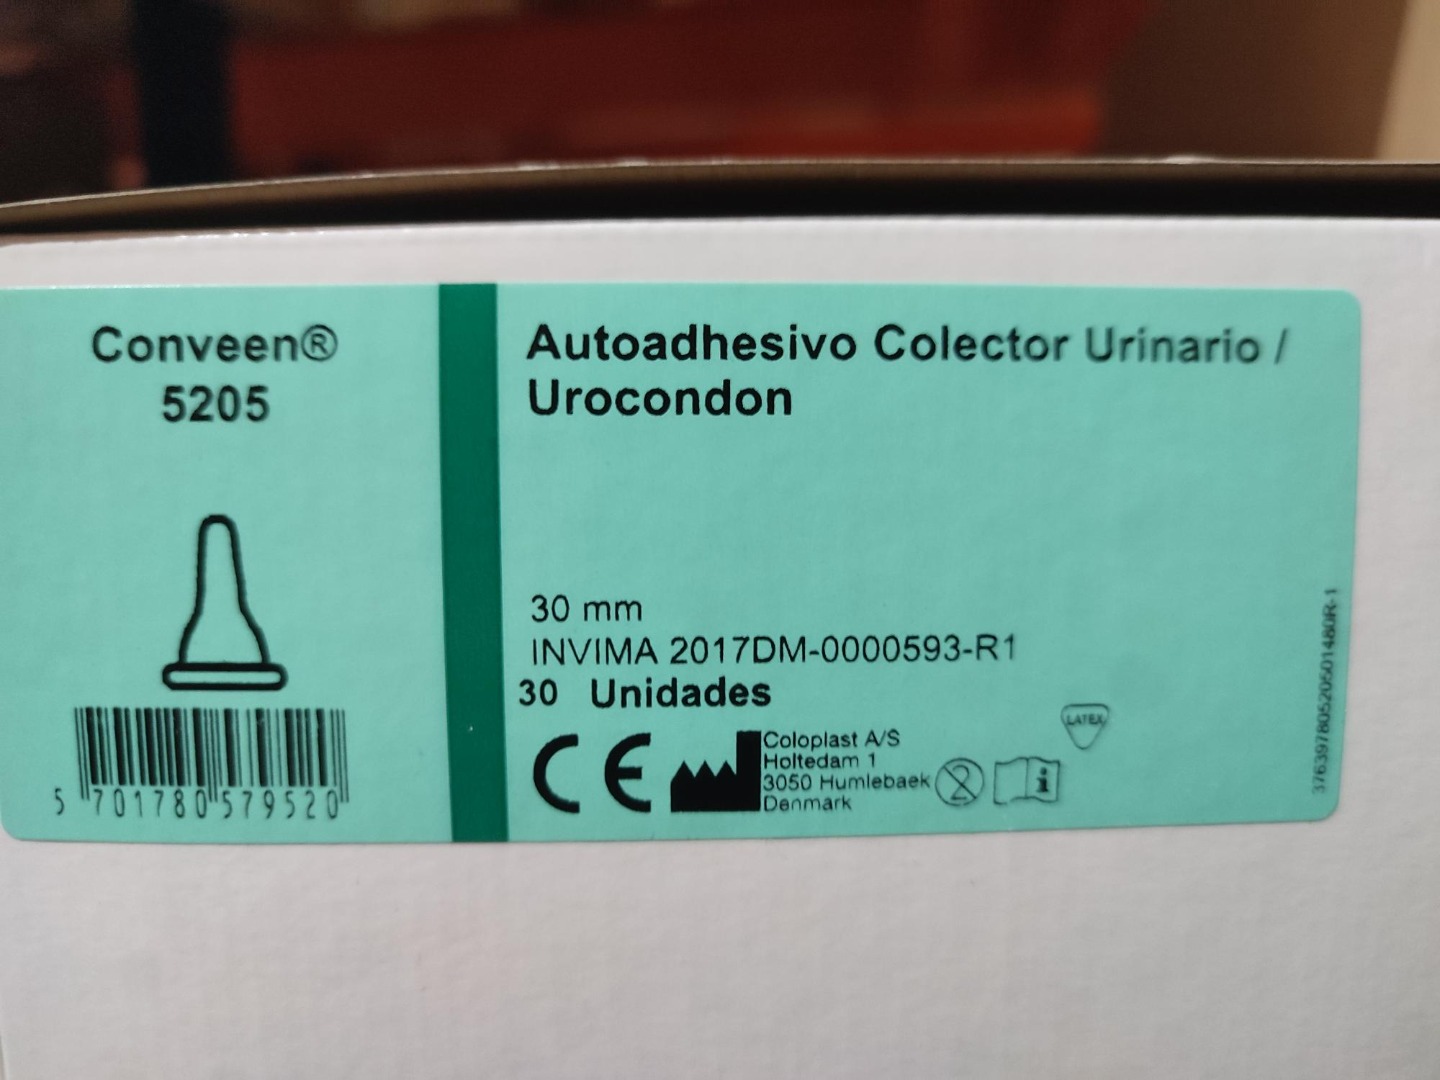 Conveen®
5205
5 701780 579520
Autoadhesivo Colector Urinario /
Urocondon
30 mm
INVIMA 2017DM-0000593-R1
30 Unidades
CE
Coloplast A/S
Holtedam 1
3050 Humlebaek
Denmark
2
i
LATEX